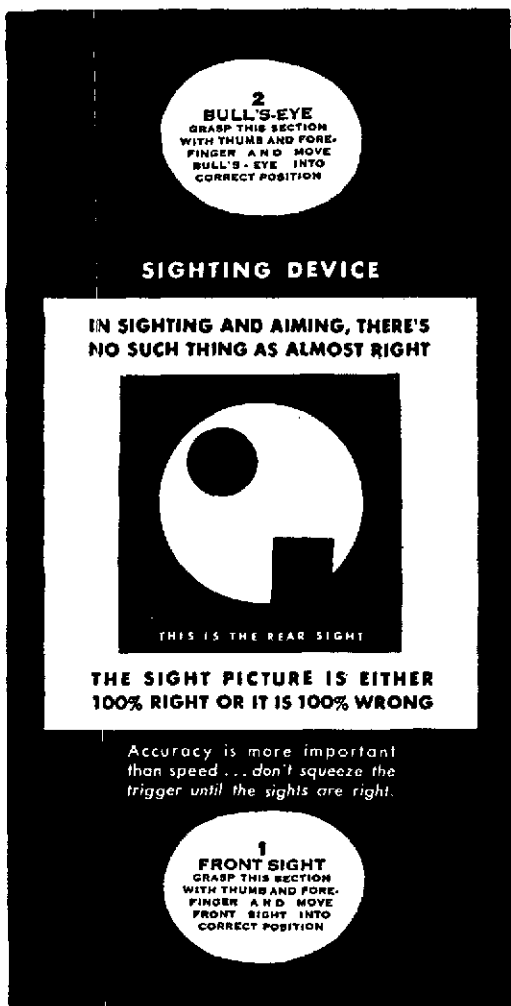 2
BULL'S-EYE
GRASP THIS SECTION
WITH THUMB AND FORE-
FINGER AND MOVE
BULL'S-EYE INTO
CORRECT POSITION
SIGHTING DEVICE
IN SIGHTING AND AIMING, THERE'S
NO SUCH THING AS ALMOST RIGHT
THIS IS THE REAR SIGHT
THE SIGHT PICTURE IS EITHER
100% RIGHT OR IT IS 100% WRONG
Accuracy is more important
than speed ... don't squeeze the
trigger until the sights are right.
1
FRONT SIGHT
GRASP THIS SECTION
WITH THUMB AND FORE-
FINGER AND MOVE
FRONT SIGHT INTO
CORRECT POSITION